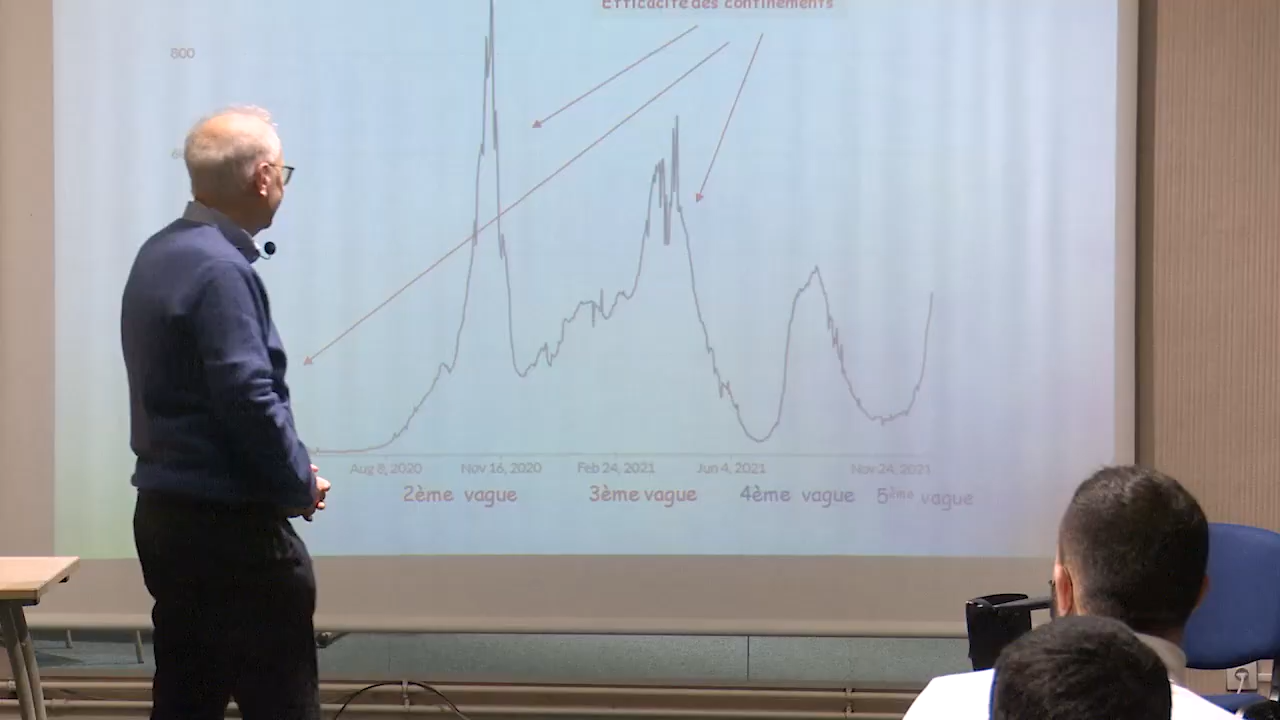 Efficacité des confinements
800
Aug 8, 2020 Nov 16, 2020 Feb 24, 2021 Jun 4, 2021 Nov 24, 2021
2ème vague 3ème vague 4ème vague 5ème vague